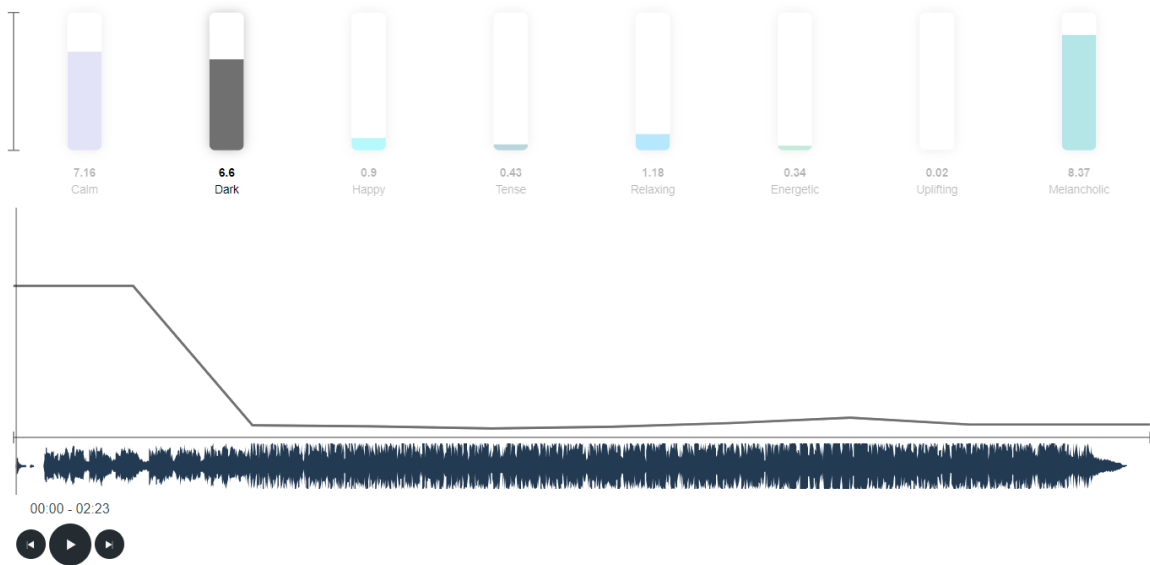 7.16 6.6 0.9 0.43 1.18 0.34 0.02 8.37
Calm Dark Happy Tense Relaxing Energetic Uplifting Melancholic
00:00 - 02:23